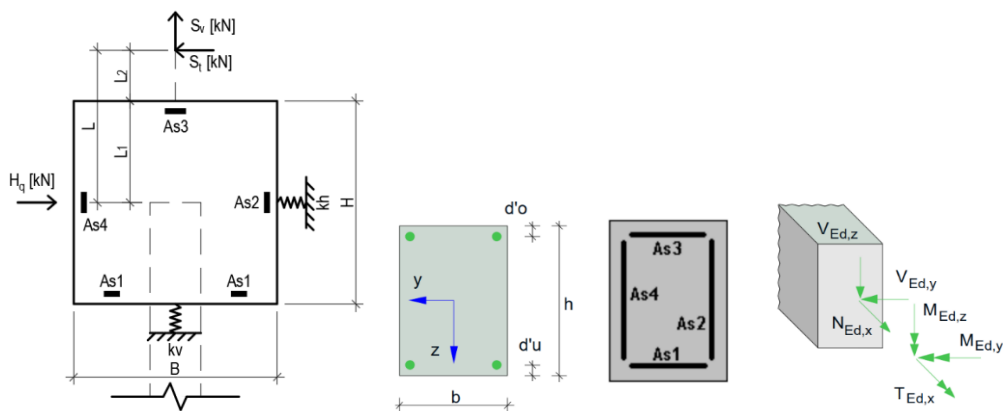 Sv [kN]
St [kN]
L2
L
L1
As3
Hq [kN]
As4
As2
kh
H
As1
As1
kv
B
d'o
y
z
h
d'u
b
As3
As4
As2
As1
VEd,z
VEd,y
MEd,z
NEd,x
MEd,y
TEd,x